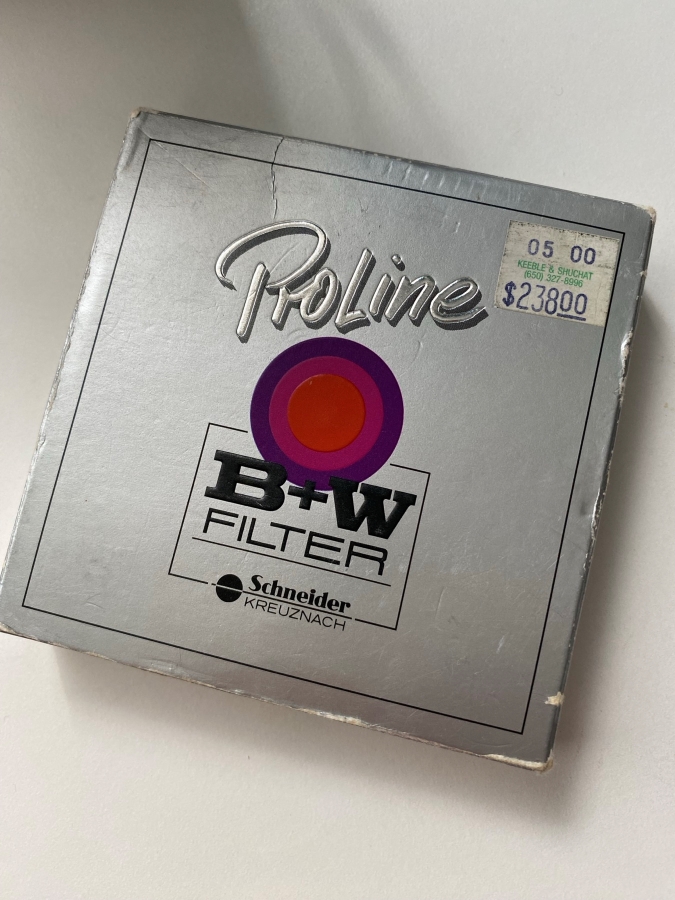 ProLine
05 00
KEEBLE & SHUCHAT
(650) 327-8996
$23800
B+W
FILTER
Schneider
KREUZNACH